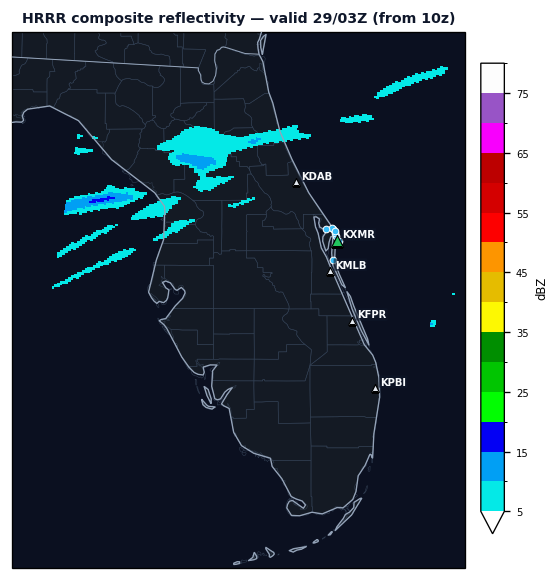 HRRR composite reflectivity — valid 29/03Z (from 10z)
KDAB
KXMR
KMLB
KFPR
KPBI
75
65
55
45
35
25
15
5
dBZ